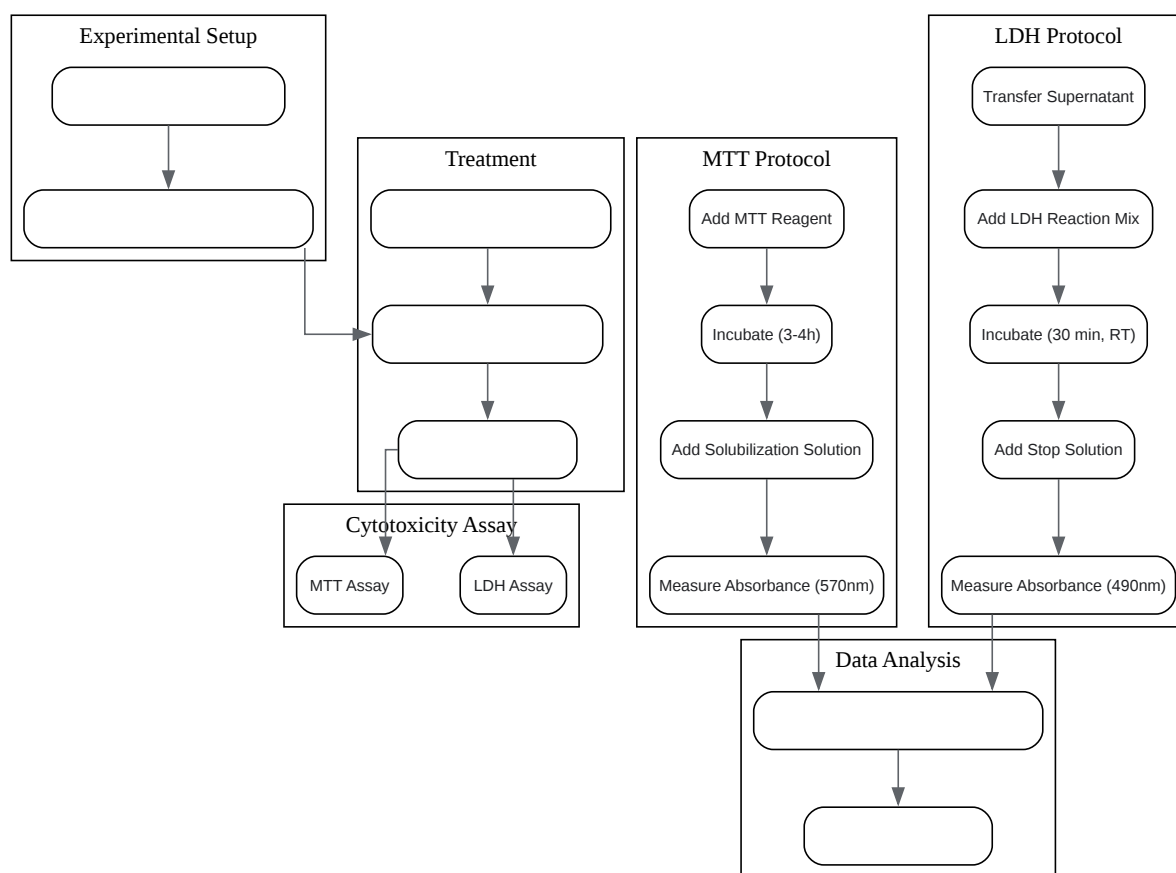 Experimental Setup
Treatment
Cytotoxicity Assay
MTT Assay
LDH Assay
MTT Protocol
Add MTT Reagent
Incubate (3-4h)
Add Solubilization Solution
Measure Absorbance (570nm)
LDH Protocol
Transfer Supernatant
Add LDH Reaction Mix
Incubate (30 min, RT)
Add Stop Solution
Measure Absorbance (490nm)
Data Analysis